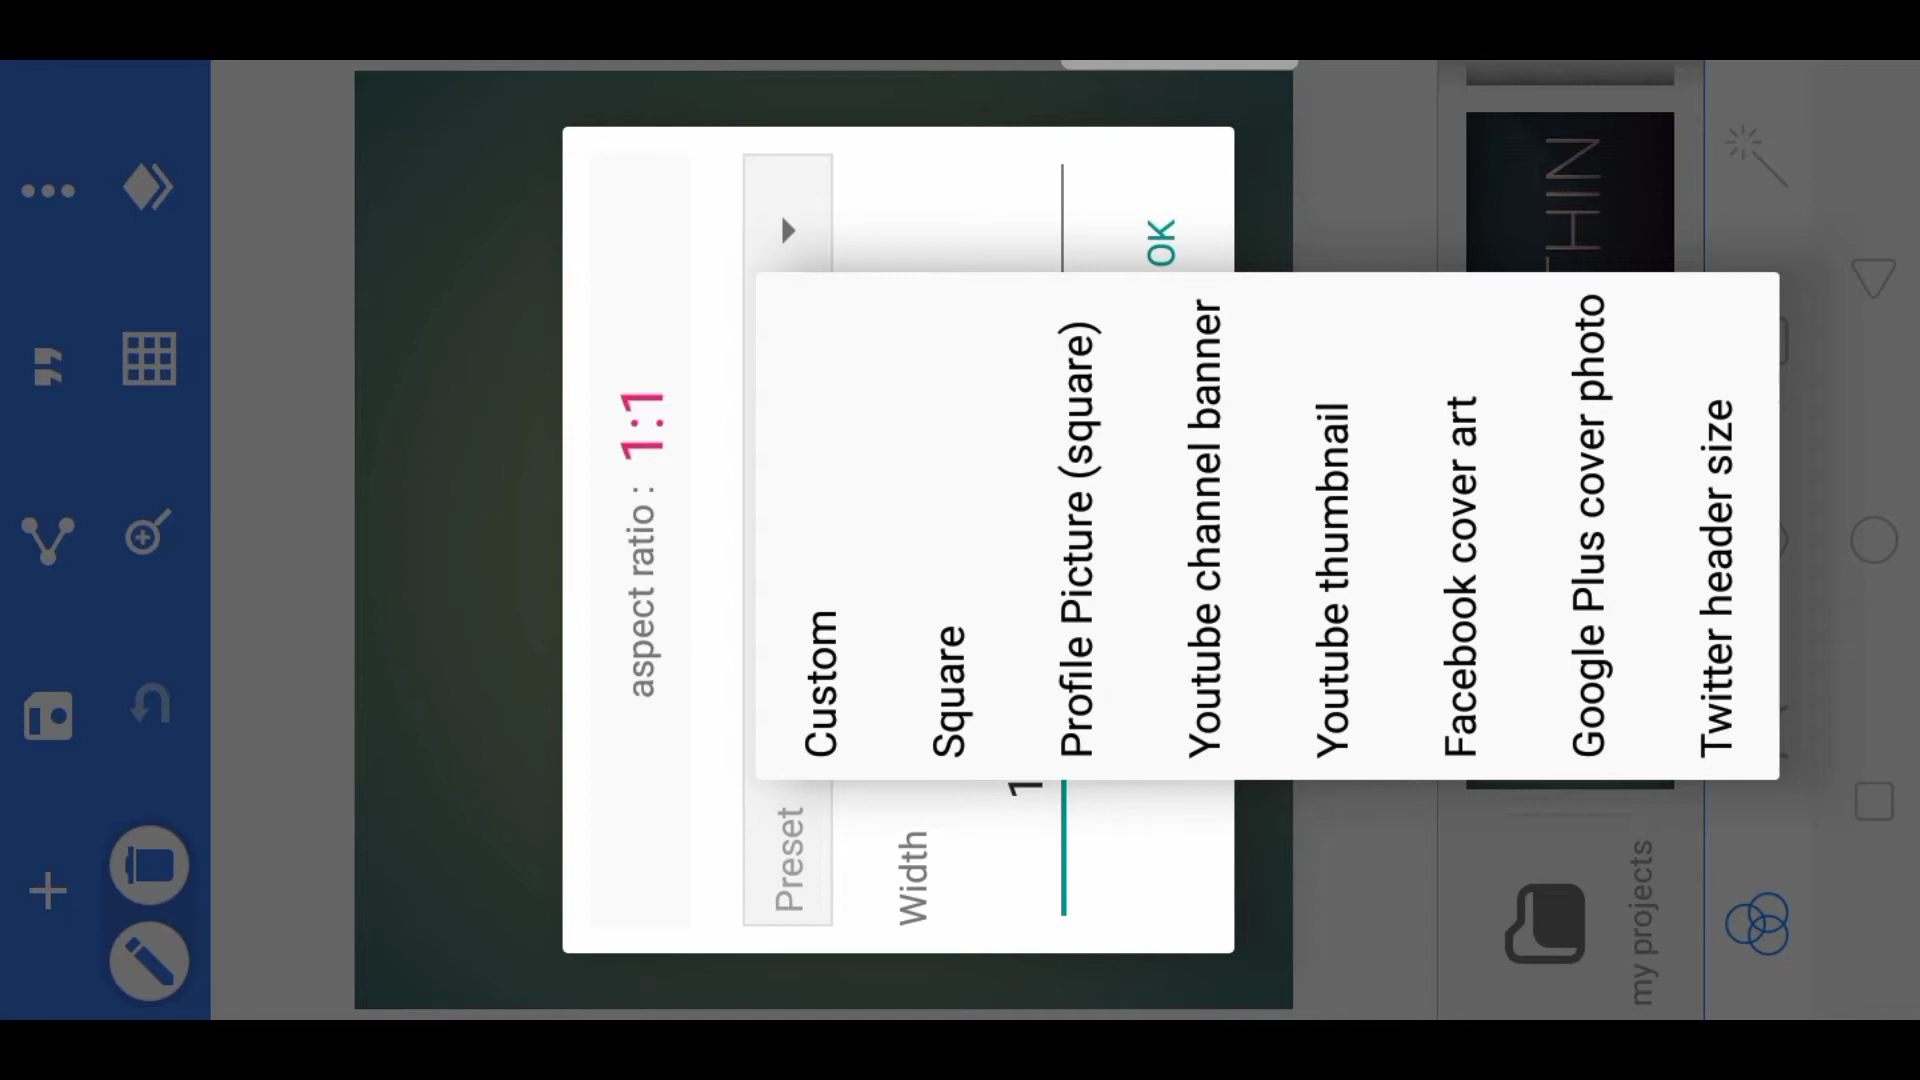 aspect ratio : 1:1
Preset
Custom
Square
Profile Picture (square)
Youtube channel banner
Youtube thumbnail
Facebook cover art
Google Plus cover photo
Twitter header size
Width
1
OK
THIN
my projects